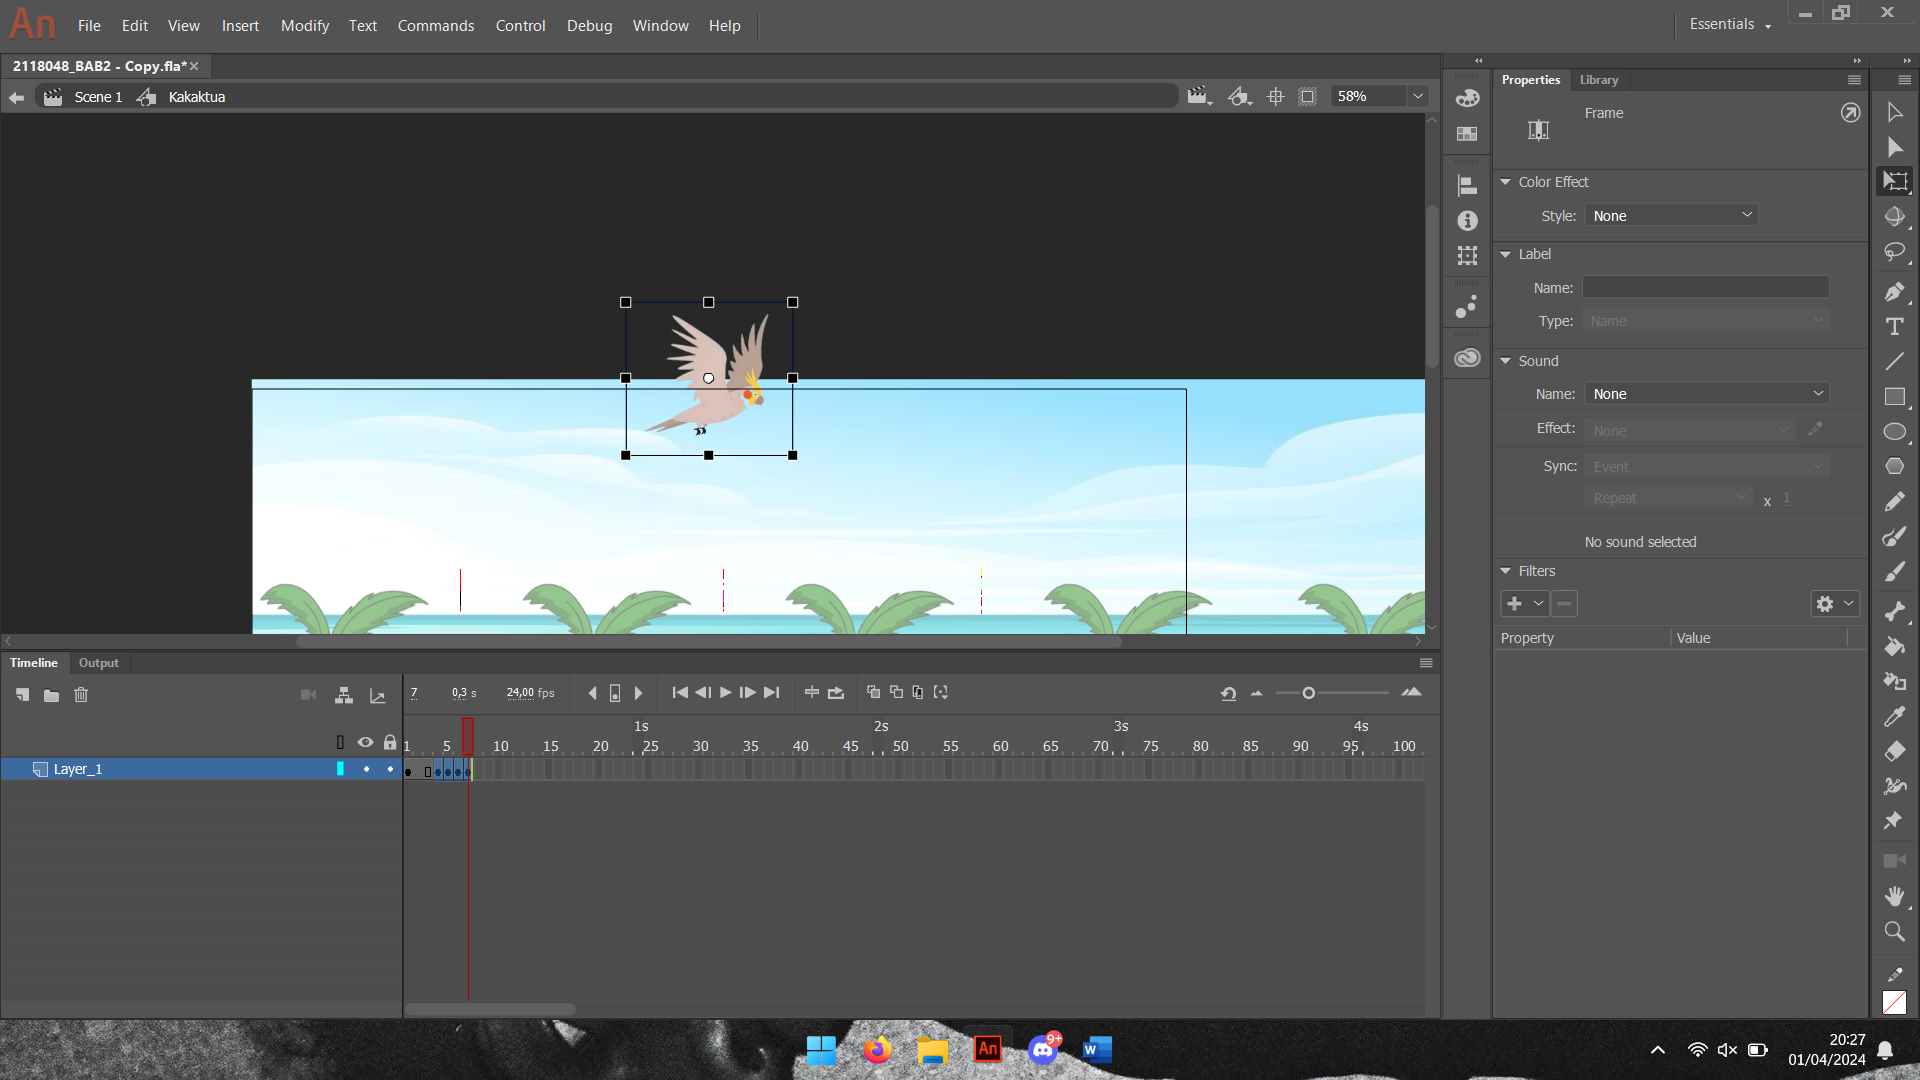 An File Edit View Insert Modify Text Commands Control Debug Window Help Essentials
2118048_BAB2 - Copy.fla*
Scene 1 Kakaktua 58%
Properties Library
Frame
Color Effect
Style: None
Label
Name:
Type: Name
Sound
Name: None
Effect: None
Sync: Event
Repeat x 1
No sound selected
Filters
Property Value
Timeline Output
7 0,3 s 24,00 fps
1s 2s 3s 4s
1 5 10 15 20 25 30 35 40 45 50 55 60 65 70 75 80 85 90 95 100
Layer_1
An 9+ W
20:27
01/04/2024